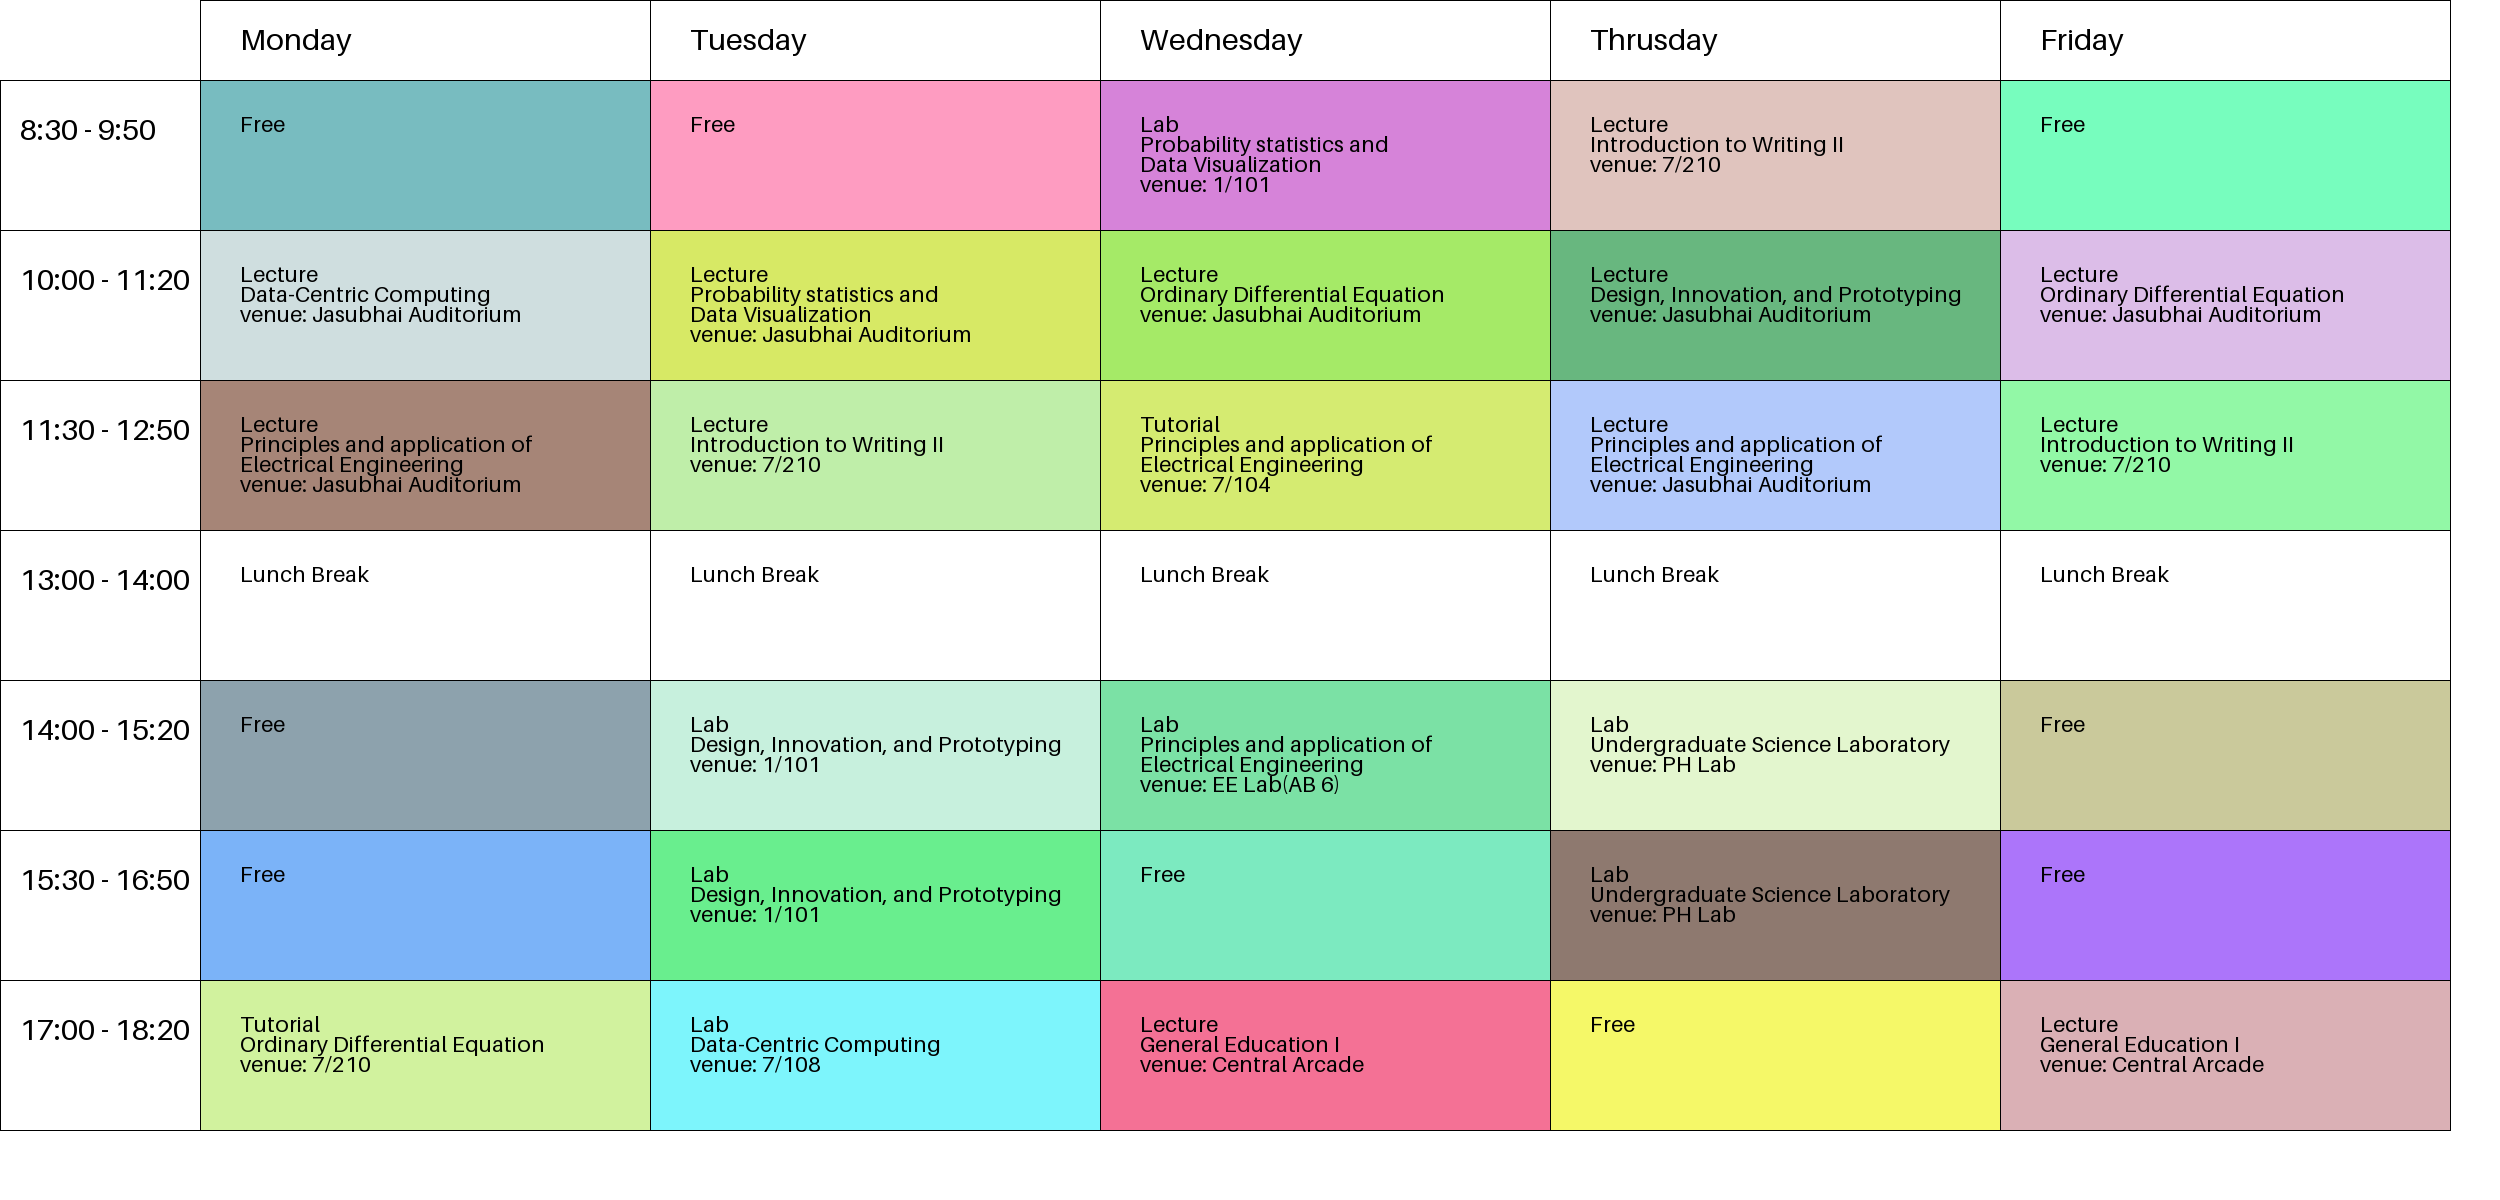 Monday
Tuesday
Wednesday
Thrusday
Friday
8:30 - 9:50
Free
Free
Lab
Probability statistics and
Data Visualization
venue: 1/101
Lecture
Introduction to Writing II
venue: 7/210
Free
10:00 - 11:20
Lecture
Data-Centric Computing
venue: Jasubhai Auditorium
Lecture
Probability statistics and
Data Visualization
venue: Jasubhai Auditorium
Lecture
Ordinary Differential Equation
venue: Jasubhai Auditorium
Lecture
Design, Innovation, and Prototyping
venue: Jasubhai Auditorium
Lecture
Ordinary Differential Equation
venue: Jasubhai Auditorium
11:30 - 12:50
Lecture
Principles and application of
Electrical Engineering
venue: Jasubhai Auditorium
Lecture
Introduction to Writing II
venue: 7/210
Tutorial
Principles and application of
Electrical Engineering
venue: 7/104
Lecture
Principles and application of
Electrical Engineering
venue: Jasubhai Auditorium
Lecture
Introduction to Writing II
venue: 7/210
13:00 - 14:00
Lunch Break
Lunch Break
Lunch Break
Lunch Break
Lunch Break
14:00 - 15:20
Free
Lab
Design, Innovation, and Prototyping
venue: 1/101
Lab
Principles and application of
Electrical Engineering
venue: EE Lab(AB 6)
Lab
Undergraduate Science Laboratory
venue: PH Lab
Free
15:30 - 16:50
Free
Lab
Design, Innovation, and Prototyping
venue: 1/101
Free
Lab
Undergraduate Science Laboratory
venue: PH Lab
Free
17:00 - 18:20
Tutorial
Ordinary Differential Equation
venue: 7/210
Lab
Data-Centric Computing
venue: 7/108
Lecture
General Education I
venue: Central Arcade
Free
Lecture
General Education I
venue: Central Arcade